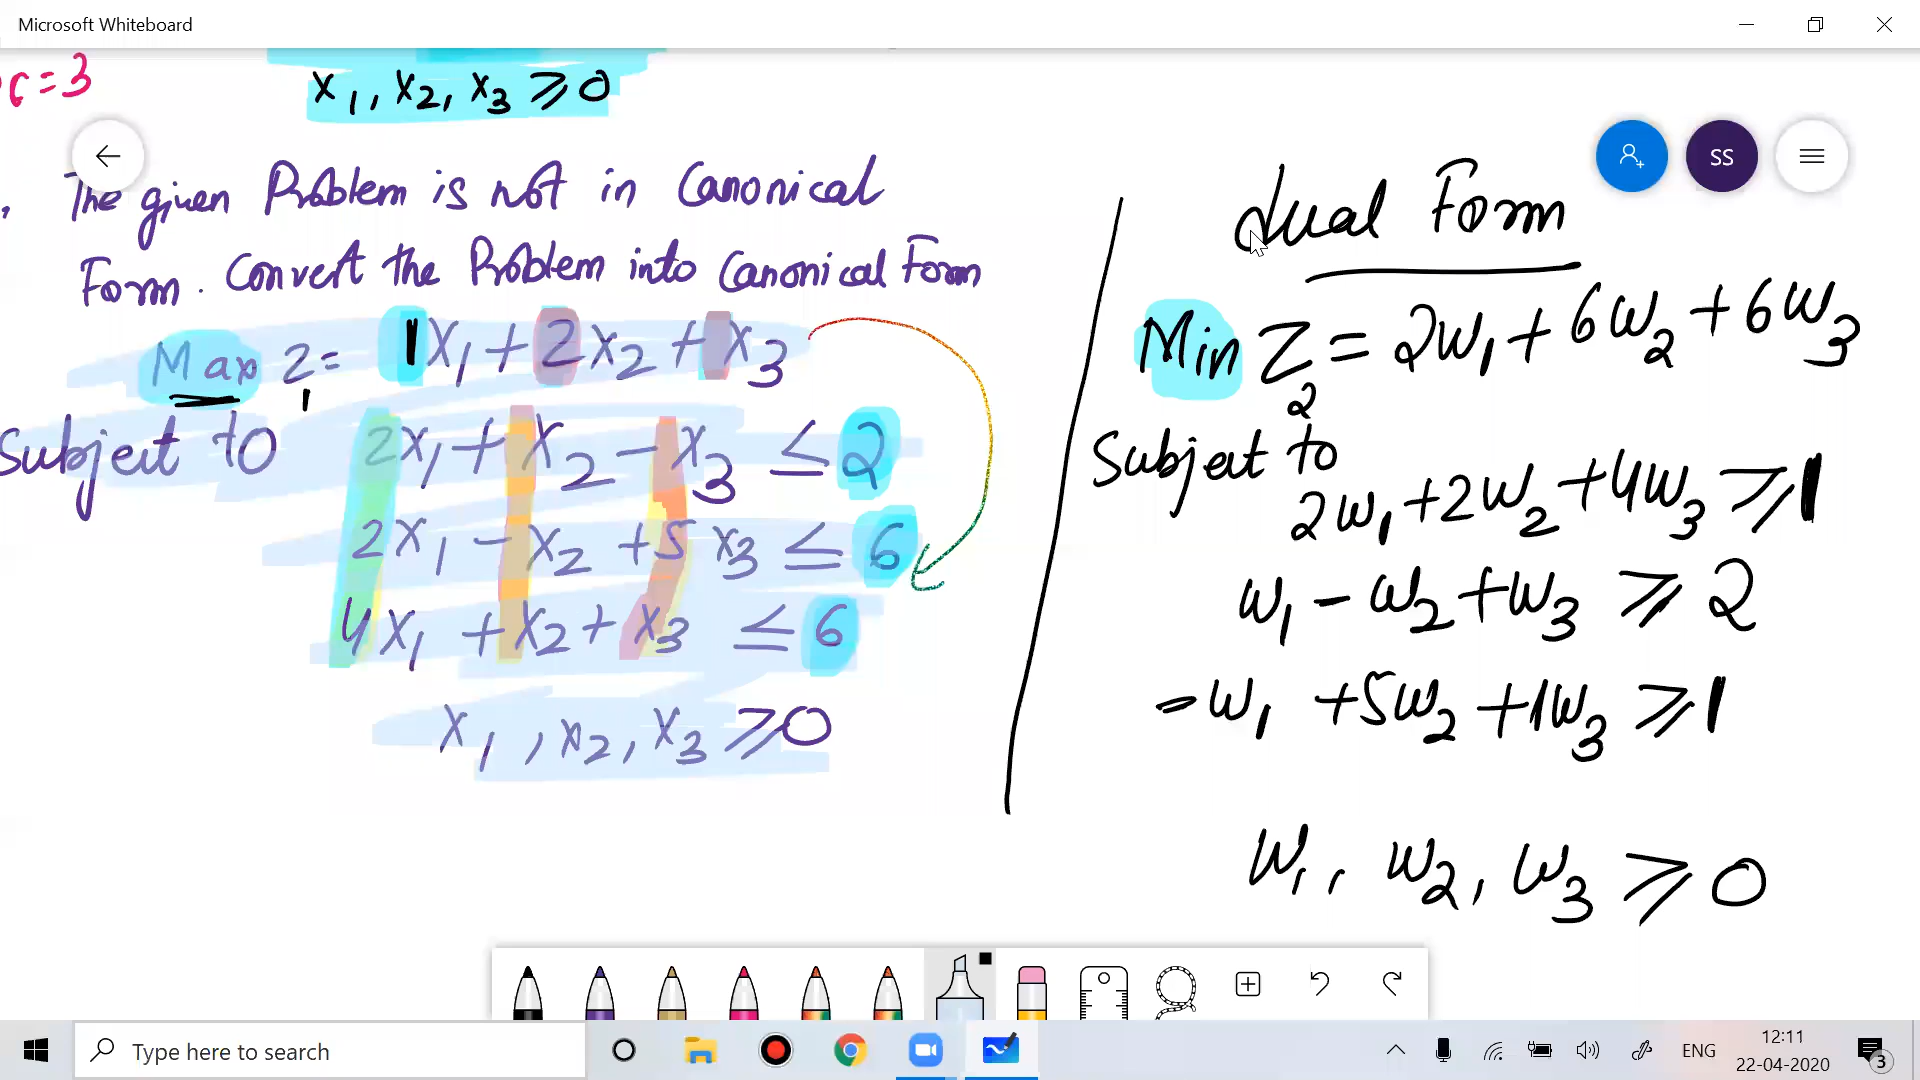 Microsoft Whiteboard
c=3
x1, x2, x3 ≥0
The given Problem is not in Canonical
Form. Convert the Problem into Canonical Form
Max Z1= 1x1+2x2+x3
Subject to 2x1+x2-x3 ≤2
2x1-x2+5x3 ≤6
4x1+x2+x3 ≤6
x1,x2,x3 ≥0
SS
dual Form
Min Z2=2w1+6w2+6w3
Subject to
2w1+2w2+4w3 ≥1
w1-w2+w3 ≥ 2
-w1 +5w2+1w3 ≥1
w1, w2, w3 ≥0
Type here to search
ENG
12:11
22-04-2020
3